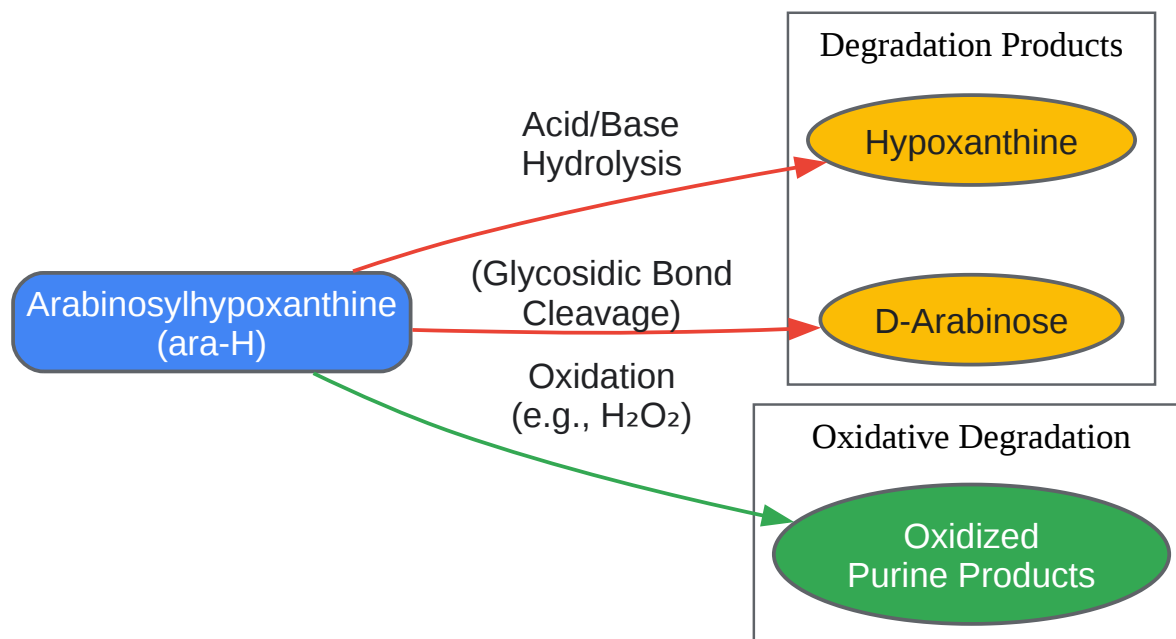 Degradation Products
Acid/Base
Hydrolysis
Hypoxanthine
Arabinosylhypoxanthine
(ara-H)
(Glycosidic Bond
Cleavage)
D-Arabinose
Oxidation
(e.g., H₂O₂)
Oxidative Degradation
Oxidized
Purine Products